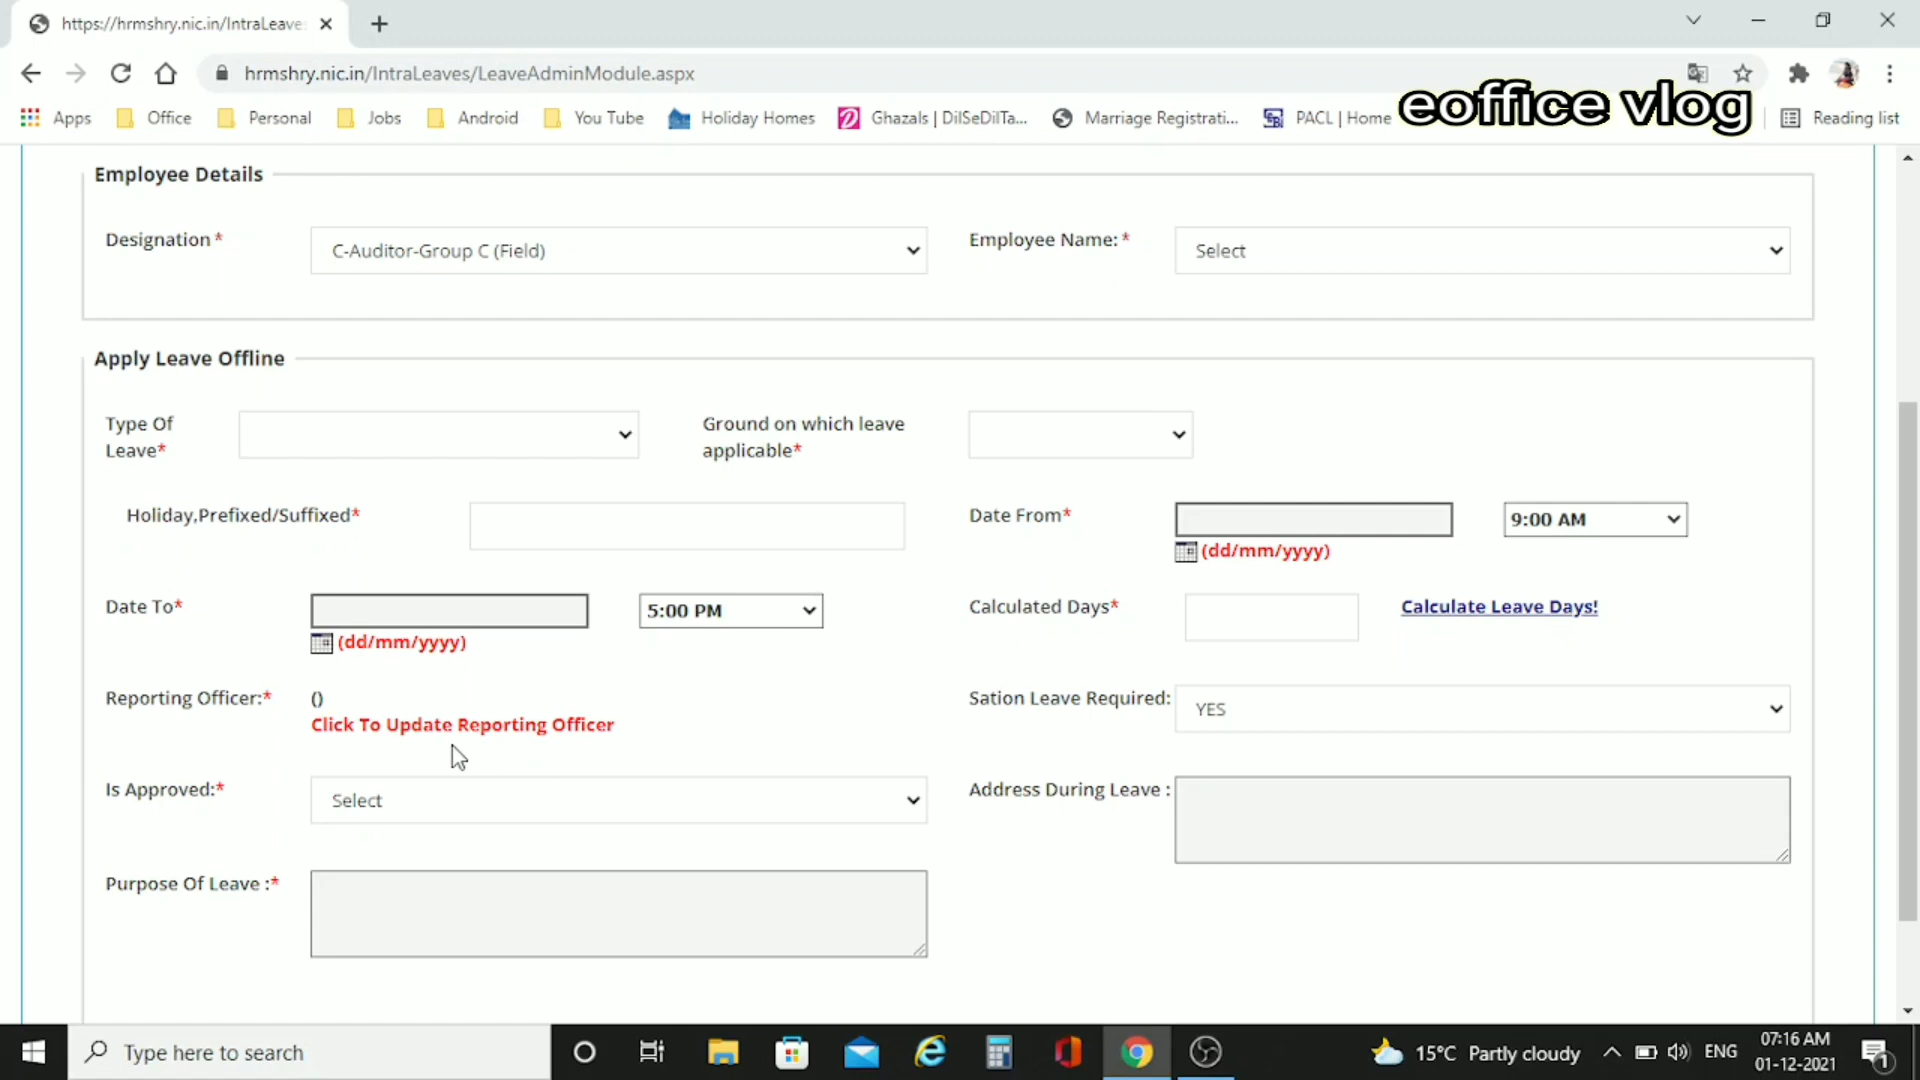 https://hrmshry.nic.in/IntraLeave
hrmshry.nic.in/IntraLeaves/LeaveAdminModule.aspx
eoffice vlog
Apps Office Personal Jobs Android You Tube Holiday Homes Ghazals | DilSeDilTa... Marriage Registrati... PACL | Home Reading list
Employee Details
Designation* C-Auditor-Group C (Field) Employee Name:* Select
Apply Leave Offline
Type Of Leave* Ground on which leave applicable*
Holiday,Prefixed/Suffixed* Date From* 9:00 AM
(dd/mm/yyyy)
Date To* 5:00 PM Calculated Days* Calculate Leave Days!
(dd/mm/yyyy)
Reporting Officer:* () Sation Leave Required: YES
Click To Update Reporting Officer
Is Approved:* Select Address During Leave :
Purpose Of Leave :*
Type here to search
15°C Partly cloudy ENG 07:16 AM
01-12-2021
1